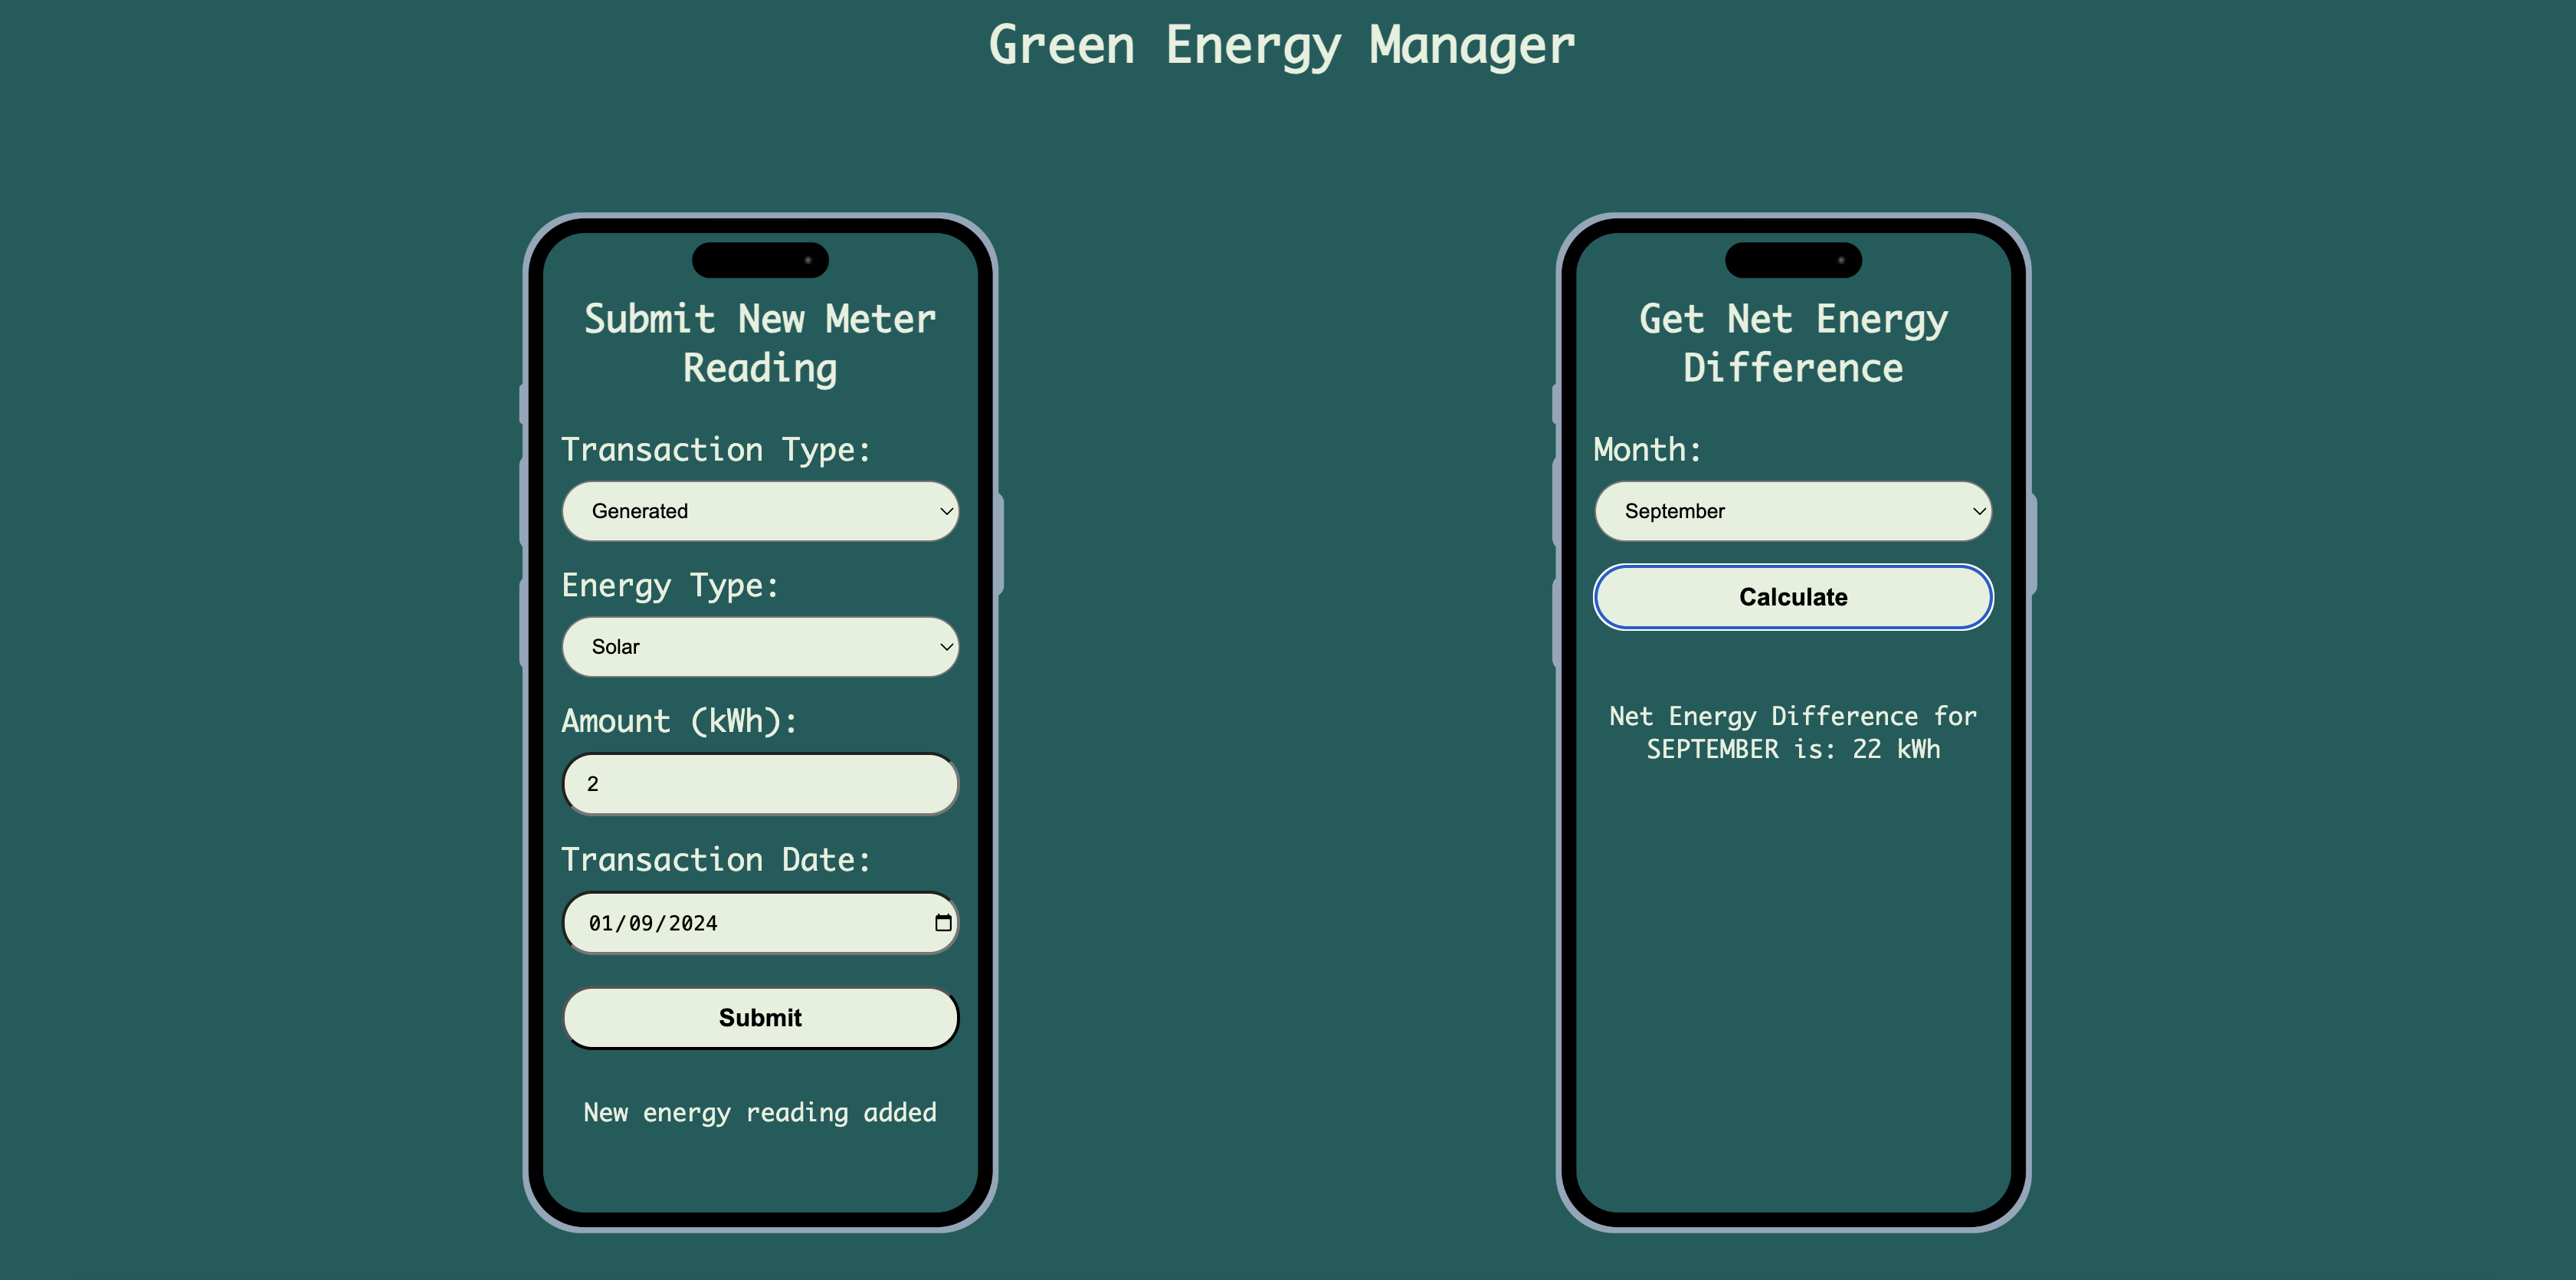 Green Energy Manager
Submit New Meter
Reading
Transaction Type:
Generated
Energy Type:
Solar
Amount (kWh):
2
Transaction Date:
01/09/2024
Submit
New energy reading added
Get Net Energy
Difference
Month:
September
Calculate
Net Energy Difference for
SEPTEMBER is: 22 kWh